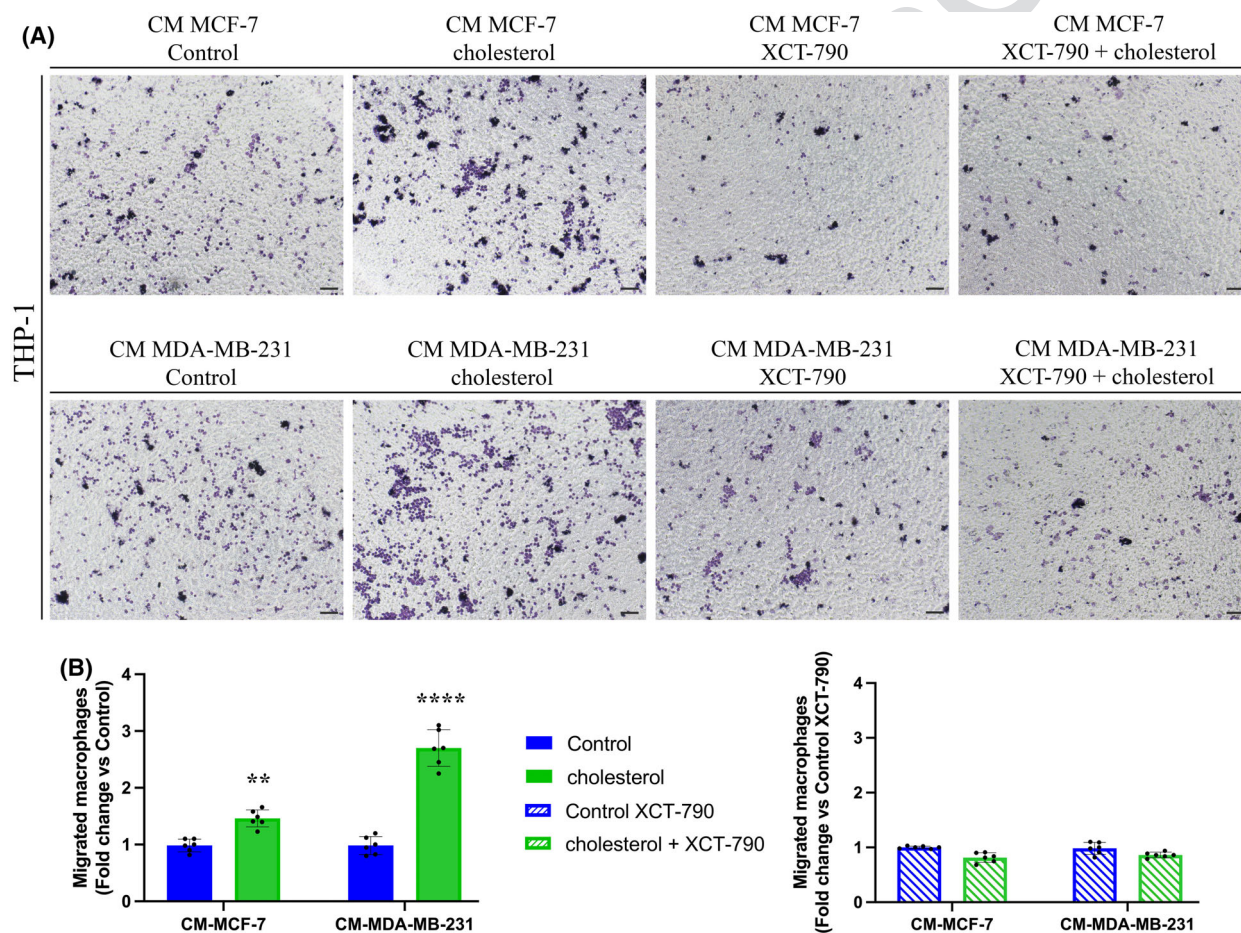 (A)
CM MCF-7
Control
CM MCF-7
cholesterol
CM MCF-7
XCT-790
CM MCF-7
XCT-790 + cholesterol
THP-1
CM MDA-MB-231
Control
CM MDA-MB-231
cholesterol
CM MDA-MB-231
XCT-790
CM MDA-MB-231
XCT-790 + cholesterol
(B)
Migrated macrophages
(Fold change vs Control)
4
3
2
1
0
**
****
CM-MCF-7
CM-MDA-MB-231
Control
cholesterol
Control XCT-790
cholesterol + XCT-790
Migrated macrophages
(Fold change vs Control XCT-790)
4
3
2
1
0
CM-MCF-7
CM-MDA-MB-231